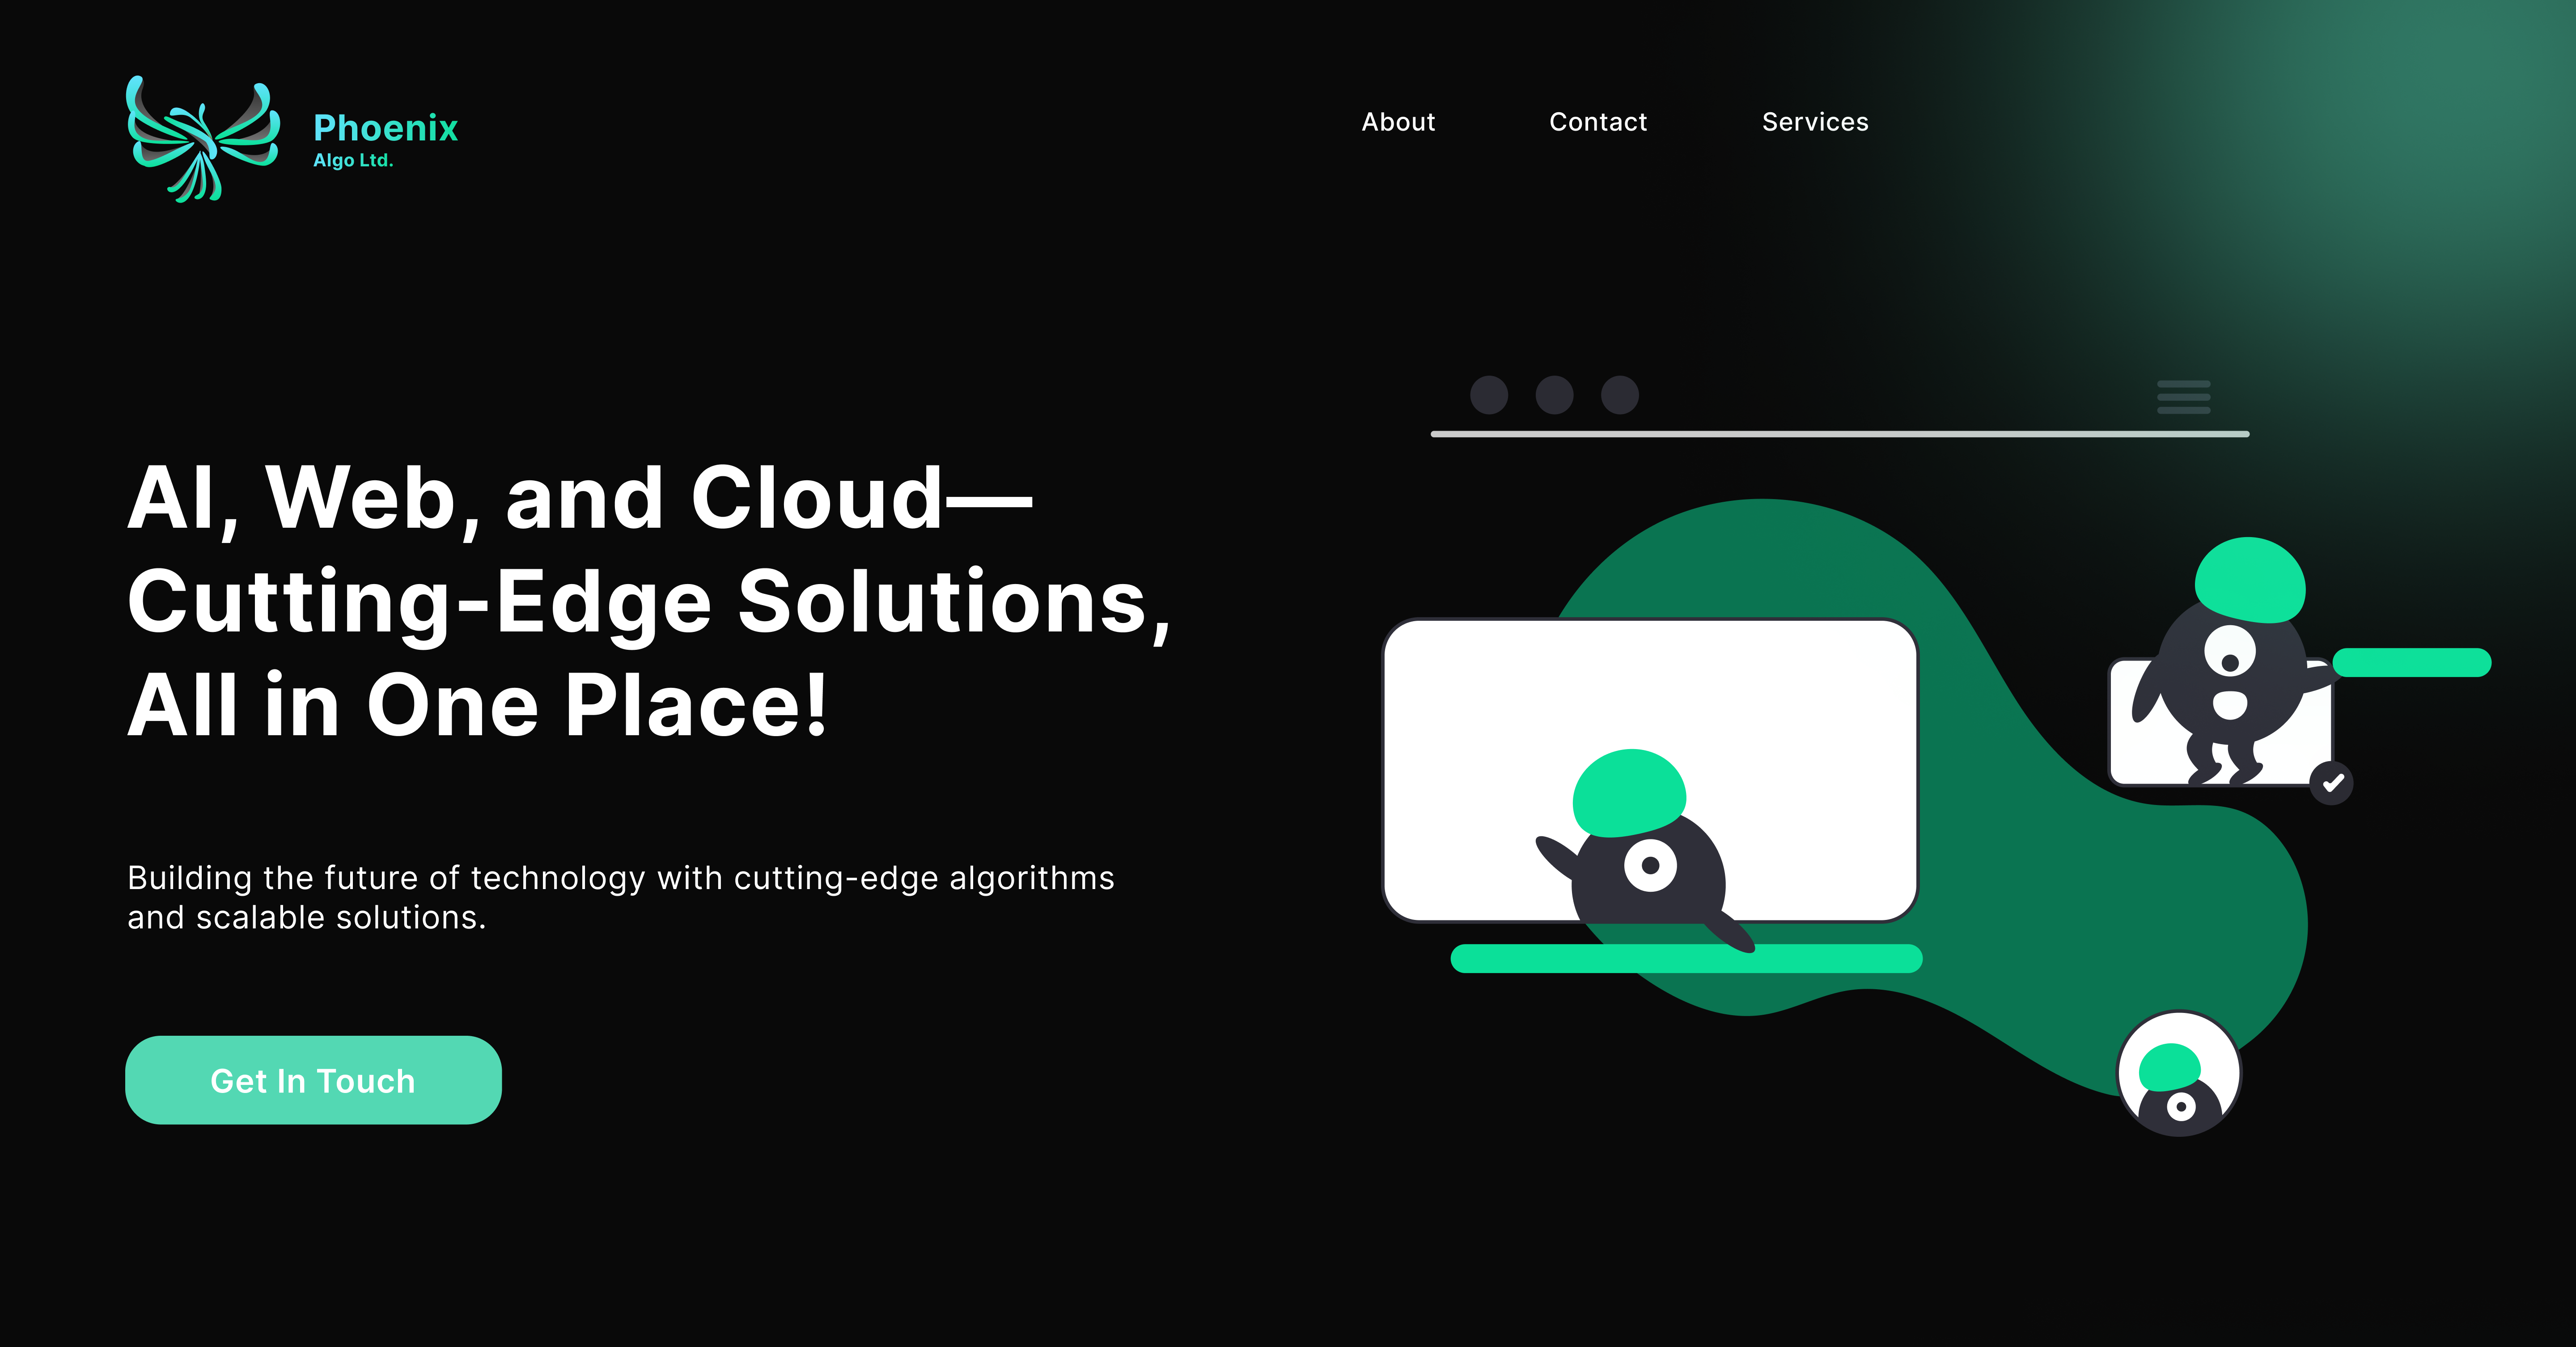 Phoenix
Algo Ltd.
About
Contact
Services
AI, Web, and Cloud—
Cutting-Edge Solutions,
All in One Place!
Building the future of technology with cutting-edge algorithms
and scalable solutions.
Get In Touch